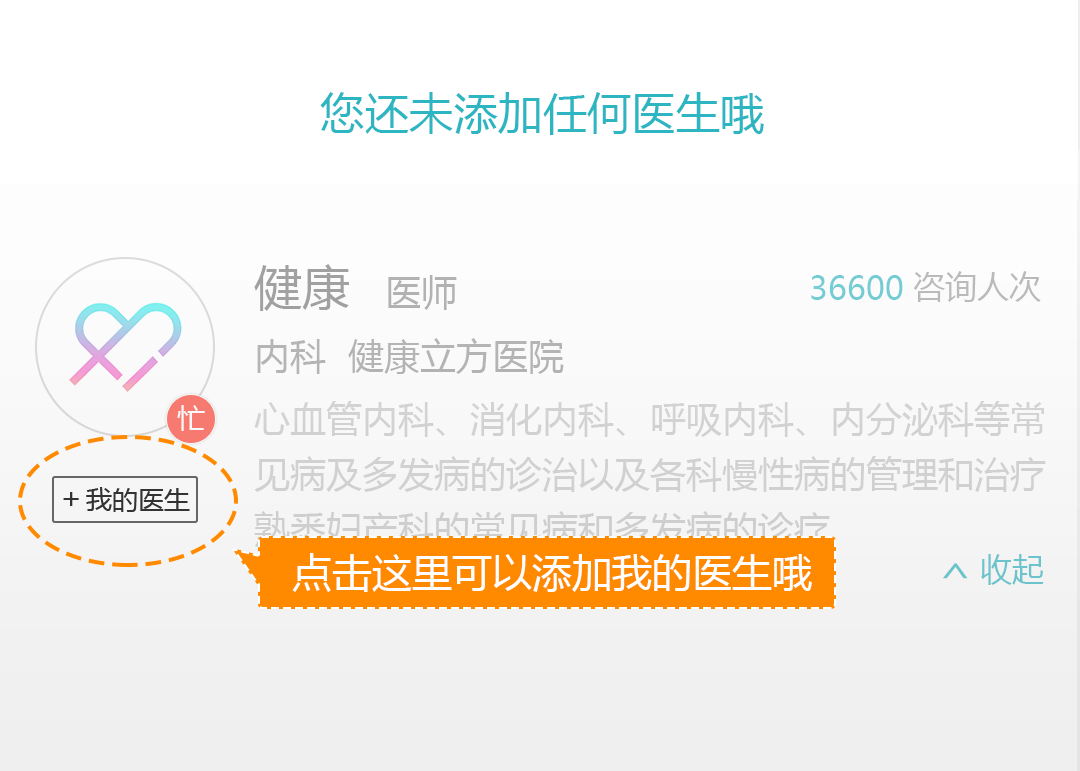 您还未添加任何医生哦
健康 医师 36600 咨询人次
内科 健康立方医院
心血管内科、消化内科、呼吸内科、内分泌科等常
见病及多发病的诊治以及各科慢性病的管理和治疗
熟悉妇产科的常见病和多发病的诊疗
忙
+ 我的医生
点击这里可以添加我的医生哦
收起